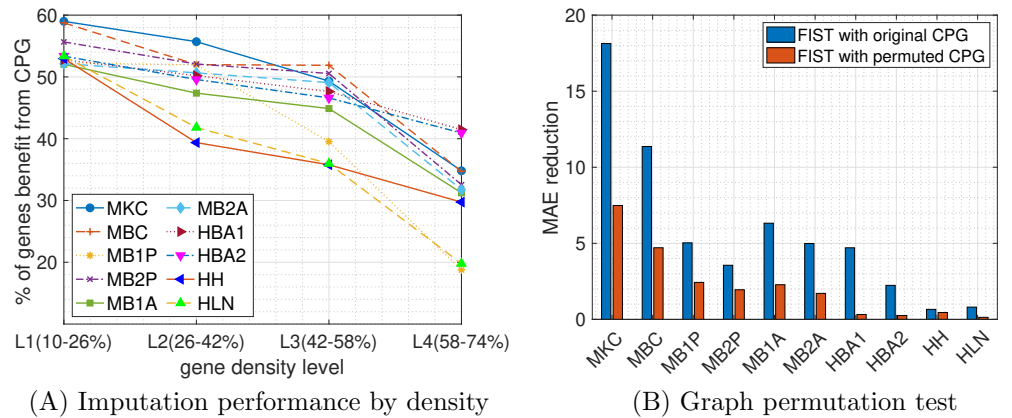 % of genes benefit from CPG
60
50
40
30
20
MKC
MBC
MB1P
MB2P
MB1A
MB2A
HBA1
HBA2
HH
HLN
L1(10-26%)
L2(26-42%)
L3(42-58%)
L4(58-74%)
gene density level
(A) Imputation performance by density
MAE reduction
20
15
10
5
0
FIST with original CPG
FIST with permuted CPG
MKC
MBC
MB1P
MB2P
MB1A
MB2A
HBA1
HBA2
HH
HLN
(B) Graph permutation test